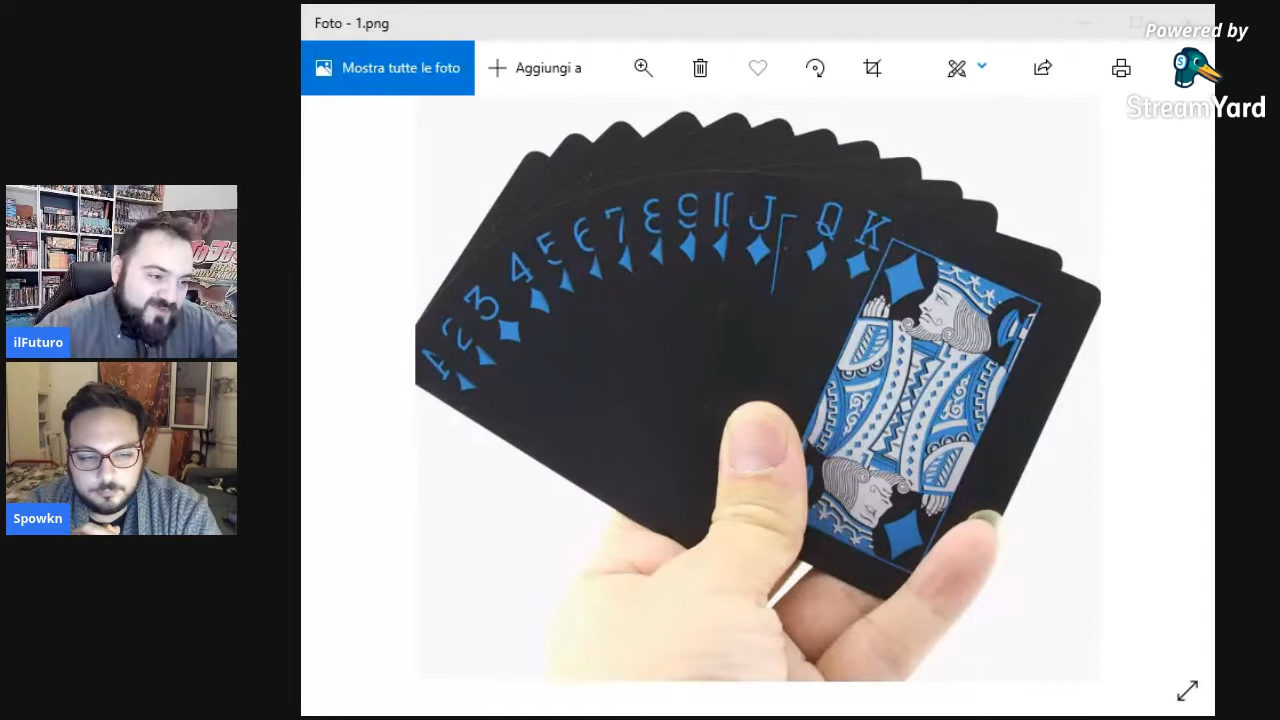 Foto - 1.png
Mostra tutte le foto
Aggiungi a
Powered by
StreamYard
ilFuturo
Spowkn
A
2
3
4
5
6
7
8
9
10
J
Q
K